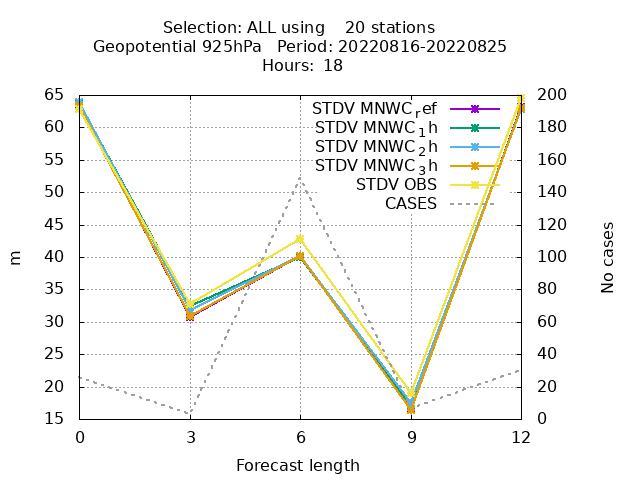 Selection: ALL using    20 stations
Geopotential 925hPa   Period: 20220816-20220825
Hours: 18
STDV MNWC_ref
STDV MNWC_1h
STDV MNWC_2h
STDV MNWC_3h
STDV OBS
CASES
65
60
55
50
45
40
35
30
25
20
15
200
180
160
140
120
100
80
60
40
20
0
m
No cases
0 3 6 9 12
Forecast length